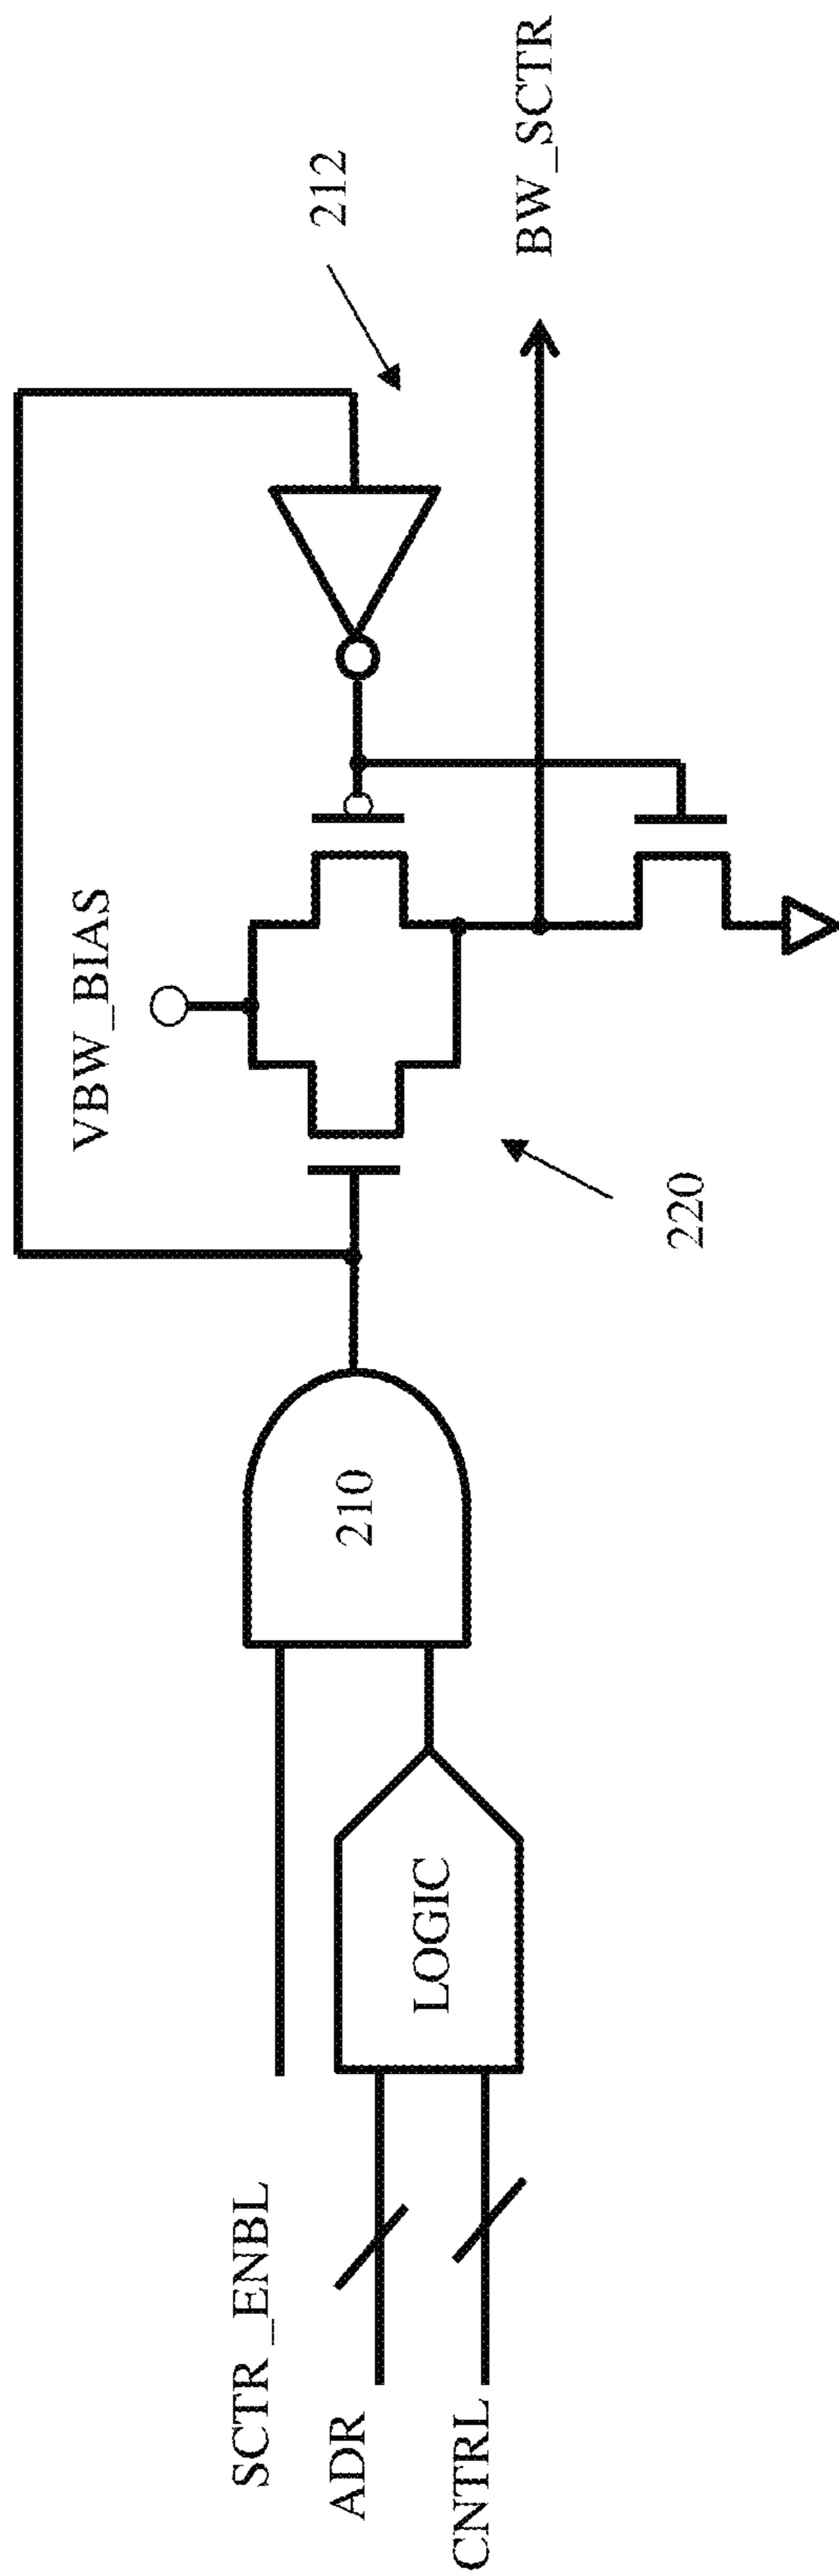 SCTR_ENBL
ADR
CNTRL
LOGIC
210
VBW_BIAS
220
212
BW_SCTR